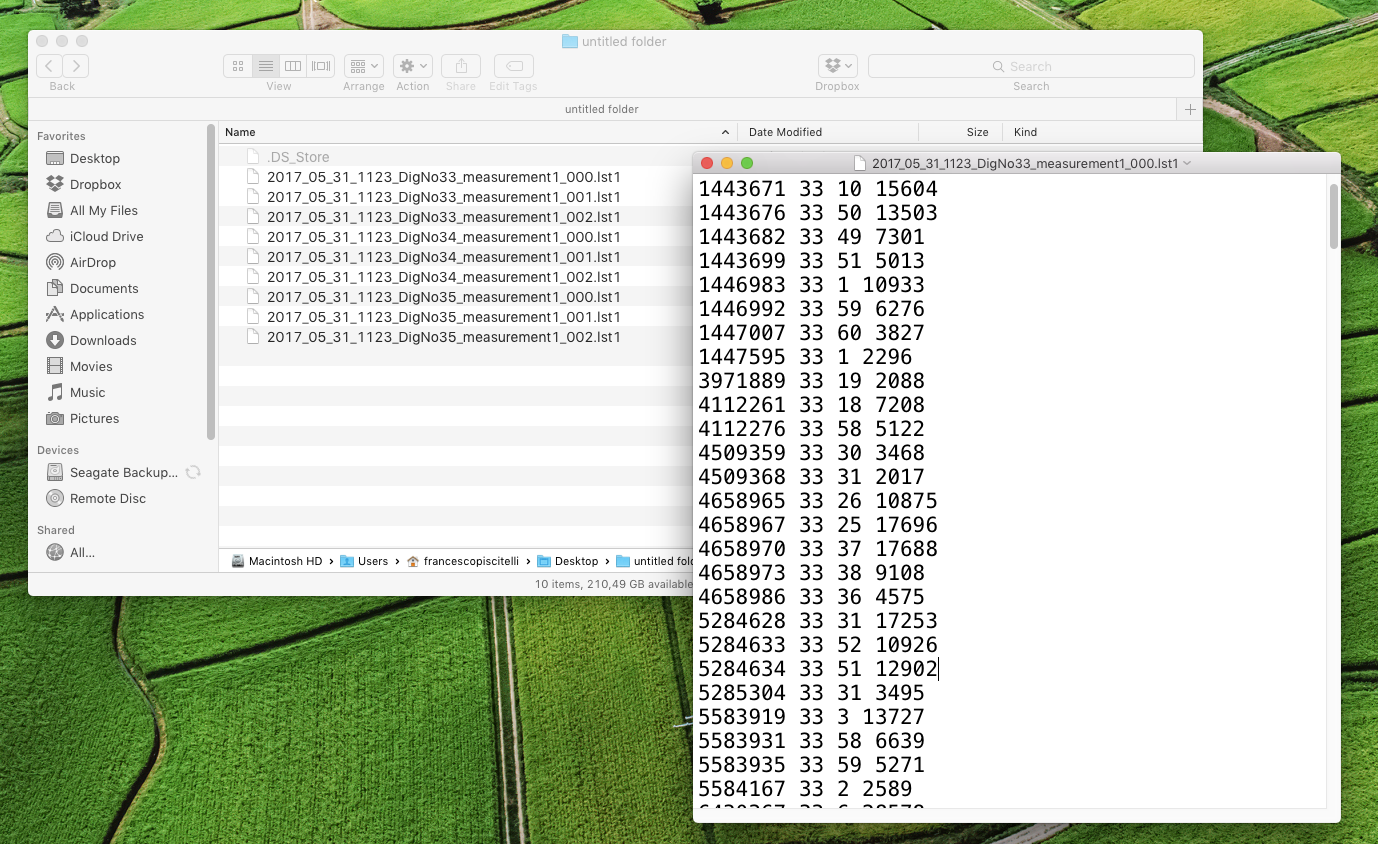 untitled folder
Back
View
Arrange
Action
Share
Edit Tags
Dropbox
Search
Search
untitled folder
Favorites
Desktop
Dropbox
All My Files
iCloud Drive
AirDrop
Documents
Applications
Downloads
Movies
Music
Pictures
Devices
Seagate Backup...
Remote Disc
Shared
All...
Name Date Modified Size Kind
.DS_Store
2017_05_31_1123_DigNo33_measurement1_000.lst1
2017_05_31_1123_DigNo33_measurement1_001.lst1
2017_05_31_1123_DigNo33_measurement1_002.lst1
2017_05_31_1123_DigNo34_measurement1_000.lst1
2017_05_31_1123_DigNo34_measurement1_001.lst1
2017_05_31_1123_DigNo34_measurement1_002.lst1
2017_05_31_1123_DigNo35_measurement1_000.lst1
2017_05_31_1123_DigNo35_measurement1_001.lst1
2017_05_31_1123_DigNo35_measurement1_002.lst1
Macintosh HD › Users › francescopiscitelli › Desktop › untitled fold
10 items, 210,49 GB available
2017_05_31_1123_DigNo33_measurement1_000.lst1
1443671 33 10 15604
1443676 33 50 13503
1443682 33 49 7301
1443699 33 51 5013
1446983 33 1 10933
1446992 33 59 6276
1447007 33 60 3827
1447595 33 1 2296
3971889 33 19 2088
4112261 33 18 7208
4112276 33 58 5122
4509359 33 30 3468
4509368 33 31 2017
4658965 33 26 10875
4658967 33 25 17696
4658970 33 37 17688
4658973 33 38 9108
4658986 33 36 4575
5284628 33 31 17253
5284633 33 52 10926
5284634 33 51 12902
5285304 33 31 3495
5583919 33 3 13727
5583931 33 58 6639
5583935 33 59 5271
5584167 33 2 2589